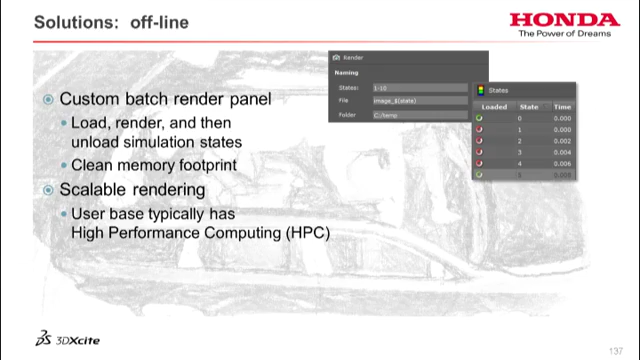 Solutions: off-line
HONDA
The Power of Dreams
Custom batch render panel
Load, render, and then
unload simulation states
Clean memory footprint
Scalable rendering
User base typically has
High Performance Computing (HPC)
Render
Naming
States: 1-10
File image_$(state)
Folder C:/temp
States
Loaded State Time
0 0.000
1 0.000
2 0.002
3 0.004
4 0.006
5 0.008
3DXcite
137